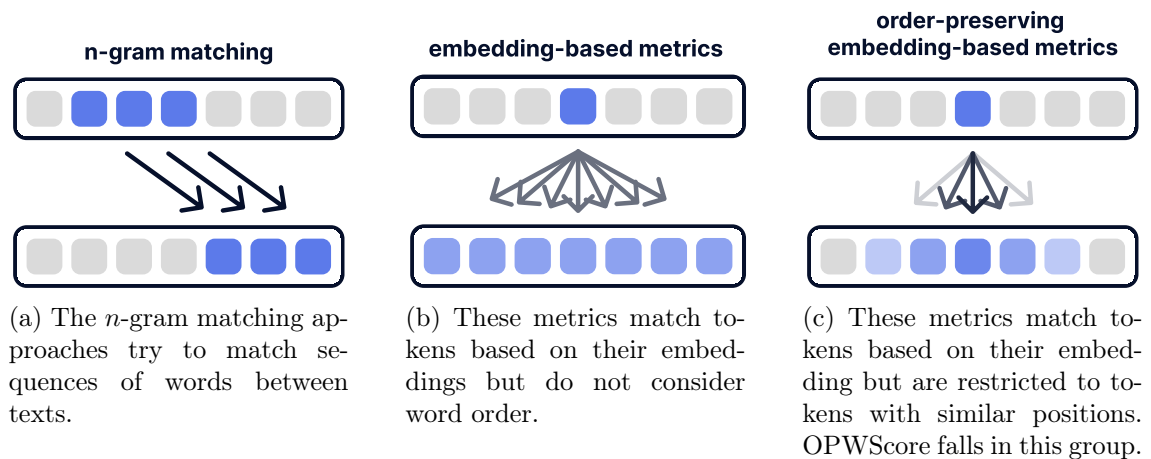 n-gram matching
embedding-based metrics
order-preserving
embedding-based metrics
(a) The n-gram matching ap-
proaches try to match se-
quences of words between
texts.
(b) These metrics match to-
kens based on their embed-
dings but do not consider
word order.
(c) These metrics match to-
kens based on their embed-
ding but are restricted to to-
kens with similar positions.
OPWScore falls in this group.